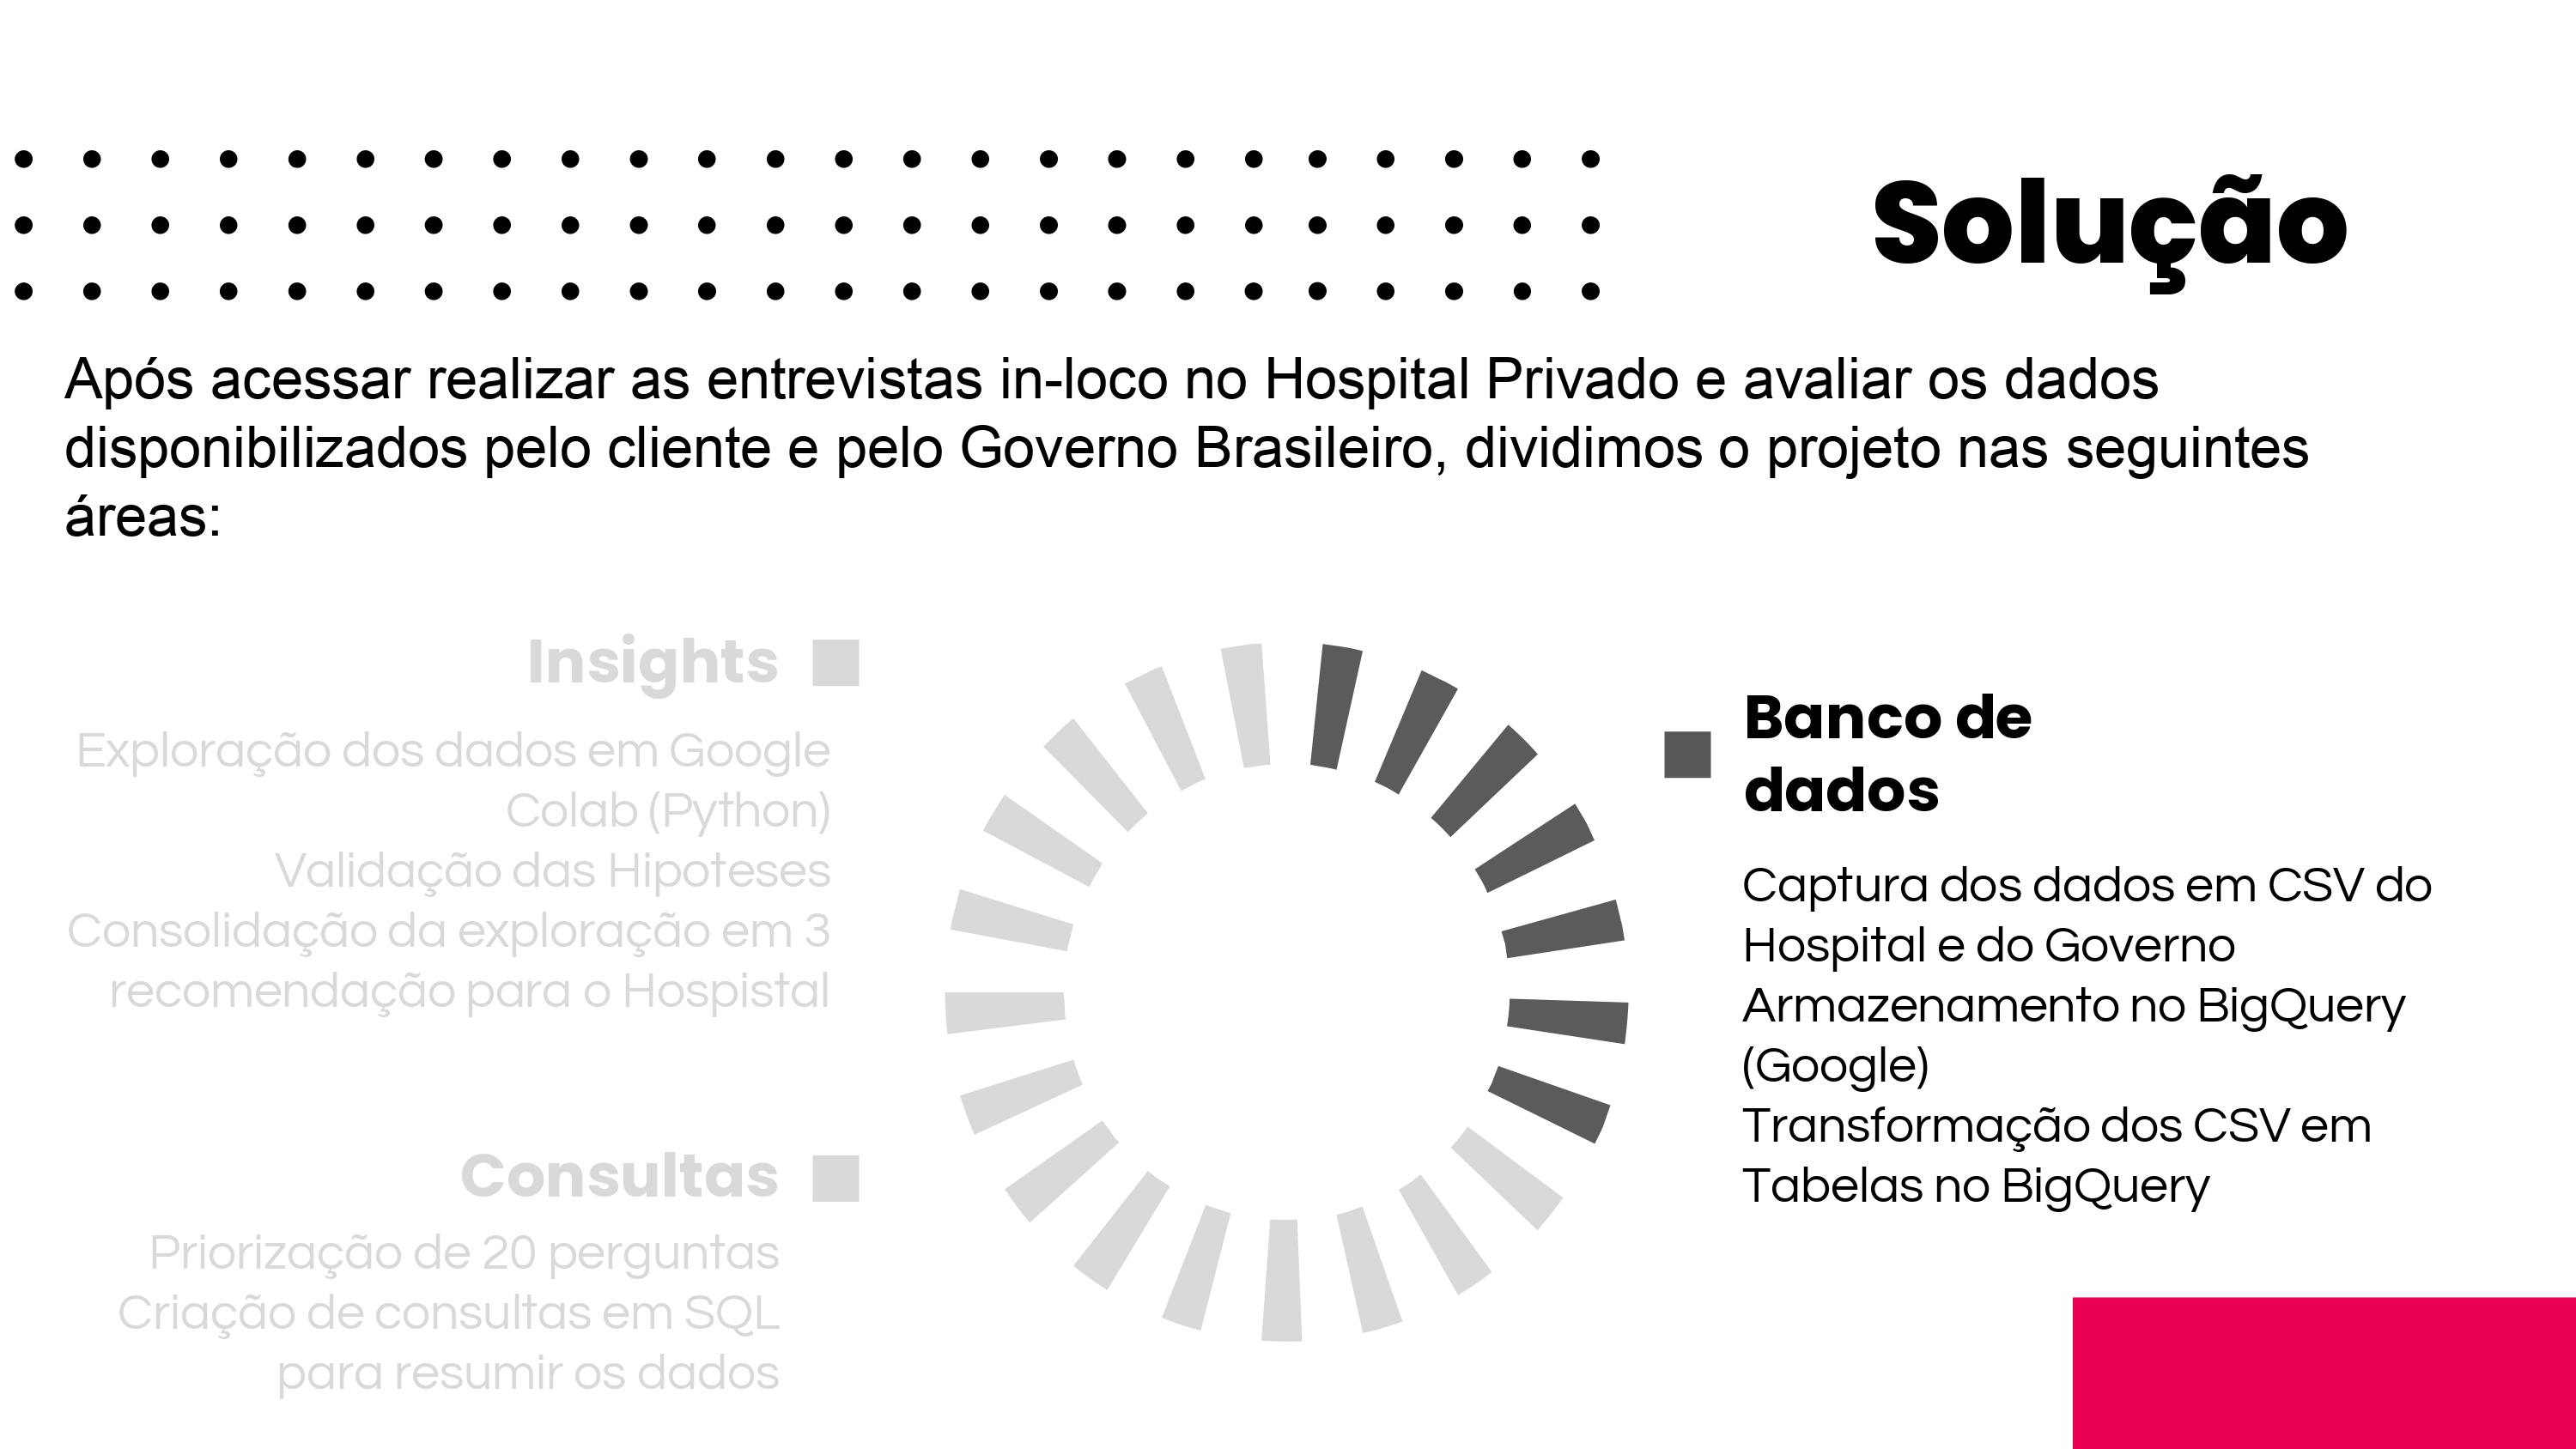 Solução
Após acessar realizar as entrevistas in-loco no Hospital Privado e avaliar os dados
disponibilizados pelo cliente e pelo Governo Brasileiro, dividimos o projeto nas seguintes
áreas:
Insights
Exploração dos dados em Google
Colab (Python)
Validação das Hipoteses
Consolidação da exploração em 3
recomendação para o Hospistal
Consultas
Priorização de 20 perguntas
Criação de consultas em SQL
para resumir os dados
Banco de
dados
Captura dos dados em CSV do
Hospital e do Governo
Armazenamento no BigQuery
(Google)
Transformação dos CSV em
Tabelas no BigQuery